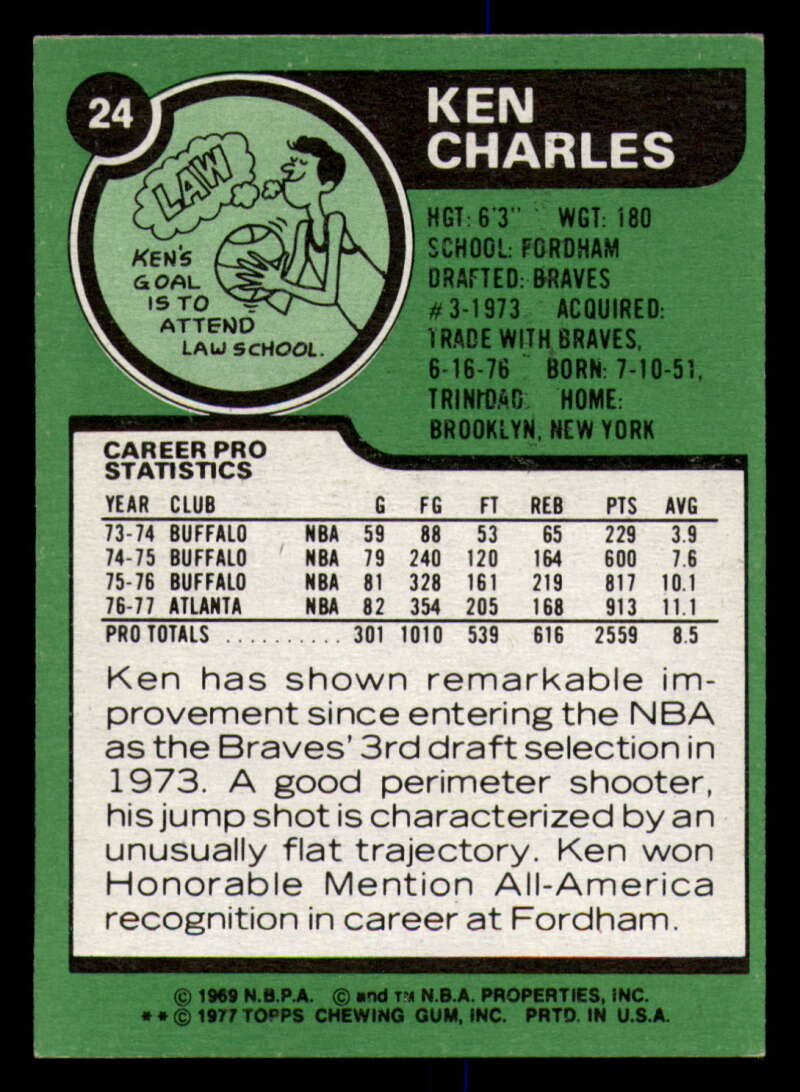 24
KEN
CHARLES
LAW
KEN'S
GOAL
IS TO
ATTEND
LAW SCHOOL.
HGT: 6'3" WGT: 180
SCHOOL: FORDHAM
DRAFTED: BRAVES
#3-1973 ACQUIRED:
TRADE WITH BRAVES,
6-16-76 BORN: 7-10-51,
TRINIDAD HOME:
BROOKLYN, NEW YORK
CAREER PRO
STATISTICS
YEAR CLUB G FG FT REB PTS AVG
73-74 BUFFALO NBA 59 88 53 65 229 3.9
74-75 BUFFALO NBA 79 240 120 164 600 7.6
75-76 BUFFALO NBA 81 328 161 219 817 10.1
76-77 ATLANTA NBA 82 354 205 168 913 11.1
PRO TOTALS .......... 301 1010 539 616 2559 8.5
Ken has shown remarkable im-
provement since entering the NBA
as the Braves' 3rd draft selection in
1973. A good perimeter shooter,
his jump shot is characterized by an
unusually flat trajectory. Ken won
Honorable Mention All-America
recognition in career at Fordham.
© 1969 N.B.P.A. © and TM N.B.A. PROPERTIES, INC.
**© 1977 TOPPS CHEWING GUM, INC. PRTD. IN U.S.A.